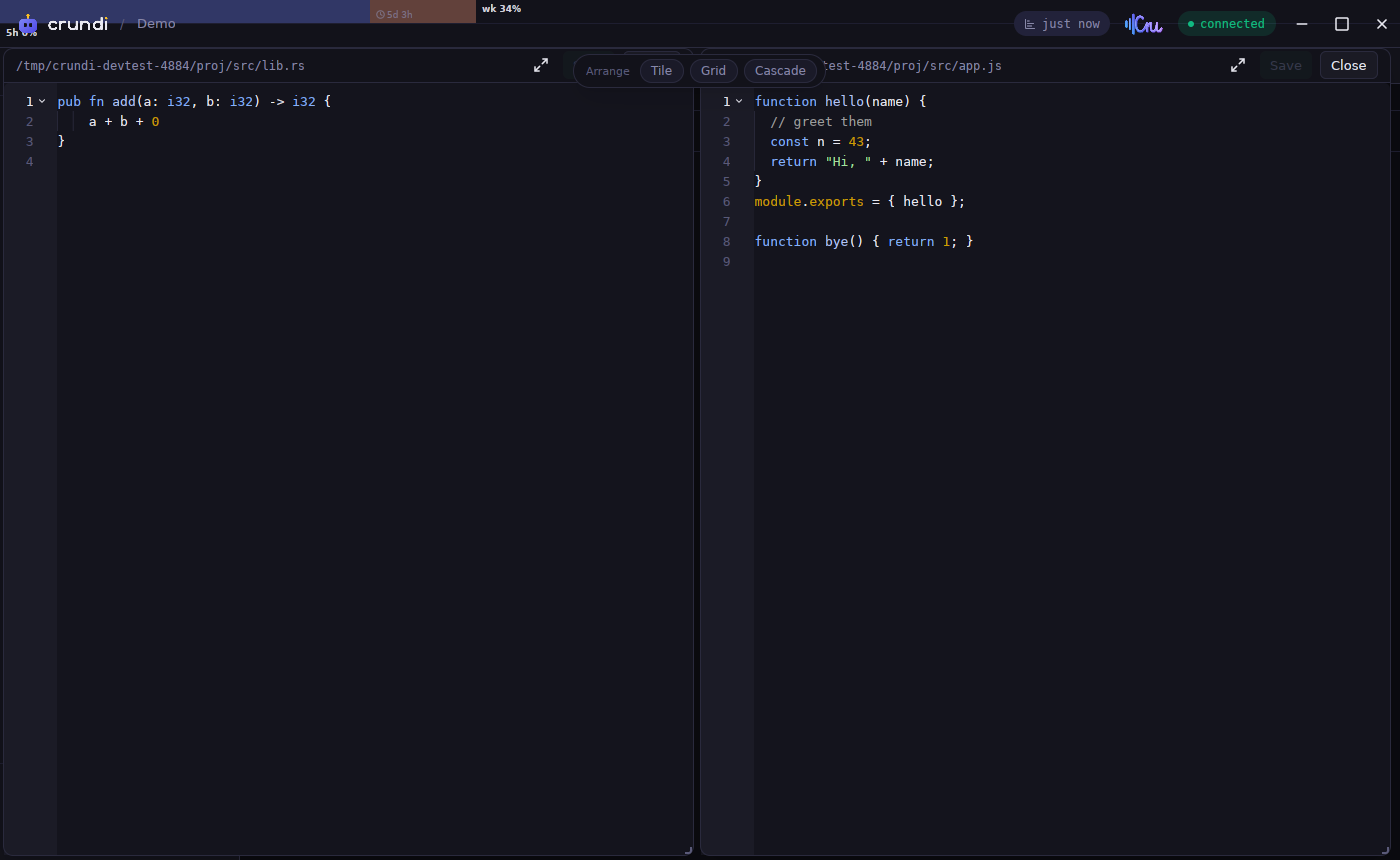 5d 3h
wk 34%
crundi / Demo
just now
Cru
connected
/tmp/crundi-devtest-4884/proj/src/lib.rs
Arrange
Tile
Grid
Cascade
test-4884/proj/src/app.js
Save
Close
1 pub fn add(a: i32, b: i32) -> i32 {
2     a + b + 0
3 }
4
1 function hello(name) {
2   // greet them
3   const n = 43;
4   return "Hi, " + name;
5 }
6 module.exports = { hello };
7
8 function bye() { return 1; }
9